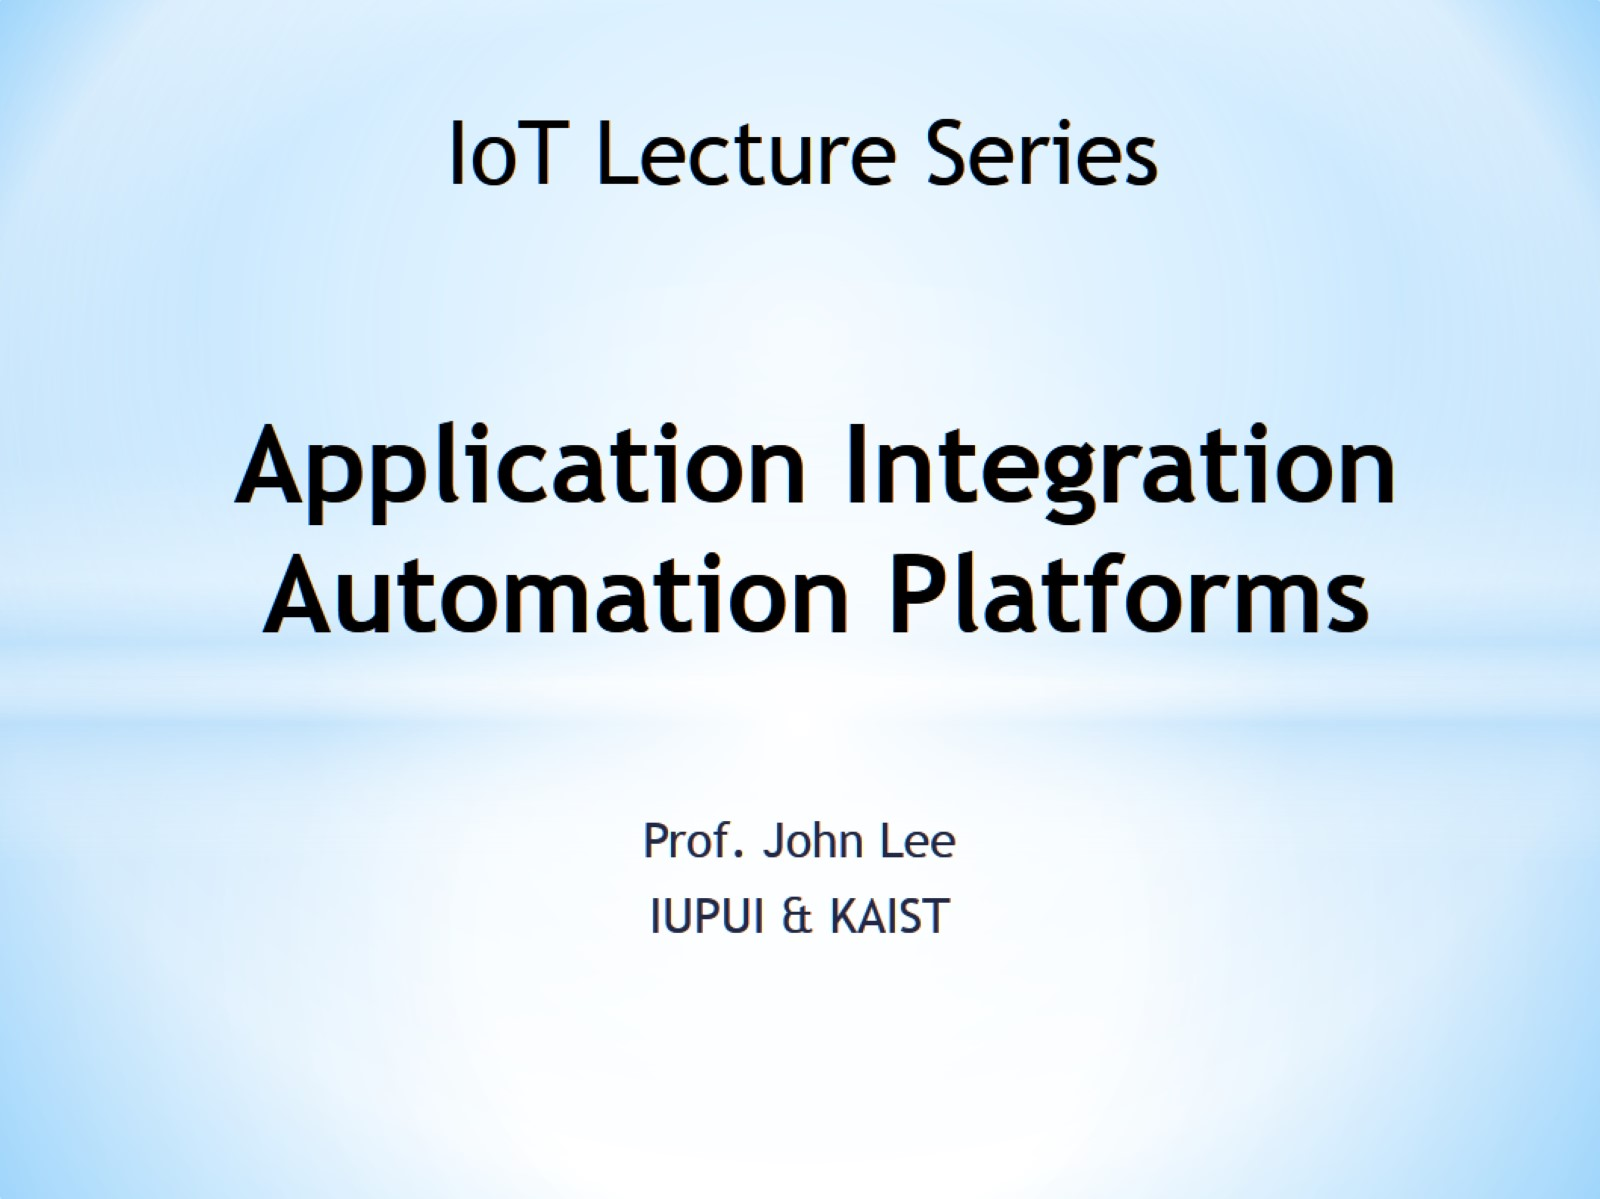 IoT Lecture Series
Application Integration
Automation Platforms
Prof. John Lee
IUPUI & KAIST